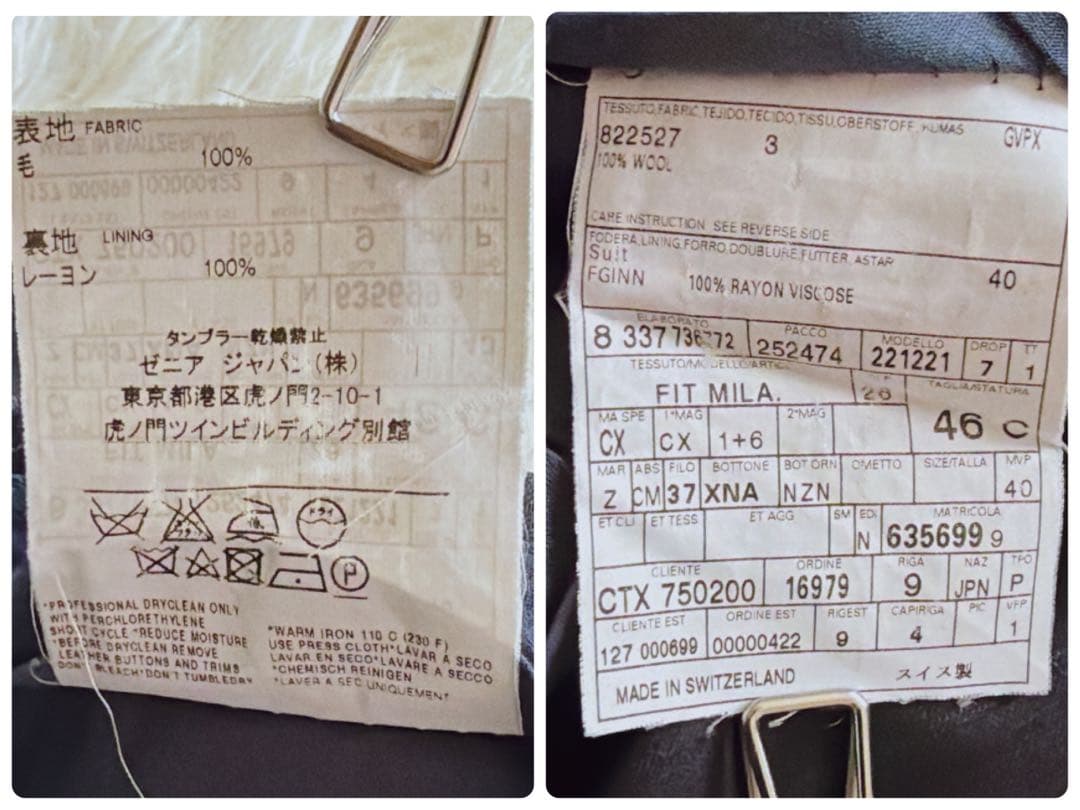 表地 FABRIC
毛 100%
裏地 LINING
レーヨン 100%
タンブラー乾燥禁止
ゼニア ジャパン(株)
東京都港区虎ノ門2-10-1
虎ノ門ツインビルディング別館
ドライ
P
*PROFESSIONAL DRYCLEAN ONLY
WITH PERCHLORETHYLENE
SHORT CYCLE *REDUCE MOISTURE
*BEFORE DRYCLEAN REMOVE
LEATHER BUTTONS AND TRIMS
DON'T BLEACH*DON'T TUMBLEDRY
*WARM IRON 110 C (230 F)
USE PRESS CLOTH*LAVAR A SECO
LAVAR EN SECO*LAVARE A SECCO
*CHEMISCH REINIGEN
*LAVER A SEC UNIQUEMENT
TESSUTO,FABRIC,TEJIDO,TECIDO,TISSU,OBERSTOFF, KUMAS
822527 3 GVPX
100% WOOL
CARE INSTRUCTION SEE REVERSE SIDE
FODERA,LINING,FORRO,DOUBLURE,FUTTER, ASTAR
Suit 40
FGINN 100% RAYON VISCOSE
ELABORATO PACCO MODELLO DROP TT
8 337736 772 252474 221221 7 1
TAGLIA/STATURA
FIT MILA. 26 46 C
MA SPE 1°MAG 2°MAG
CX CX 1+6
MAR ABS FILO BOTTONE BOT ORN OMETTO SIZE/TALLA MVP
Z CM 37 XNA NZN 40
ET CLI ET TESS ET AGG SM EDI MATRICOLA
N 635699 9
CLIENTE ORDINE RIGA NAZ TPO
CTX 750200 16979 9 JPN P
CLIENTE EST ORDINE EST RIGEST CAPIRIGA PIC VFP
127 000699 00000422 9 4 1
MADE IN SWITZERLAND スイス製